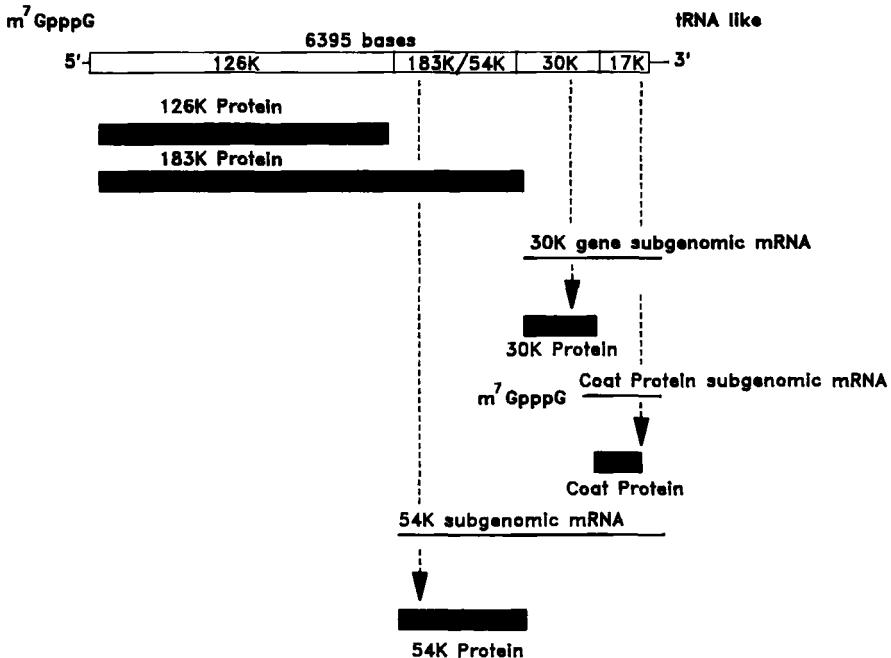 m⁷GpppG
tRNA like
6395 bases
5' 126K 183K/54K 30K 17K 3'
126K Protein
183K Protein
30K gene subgenomic mRNA
30K Protein
Coat Protein subgenomic mRNA
m⁷GpppG
Coat Protein
54K subgenomic mRNA
54K Protein